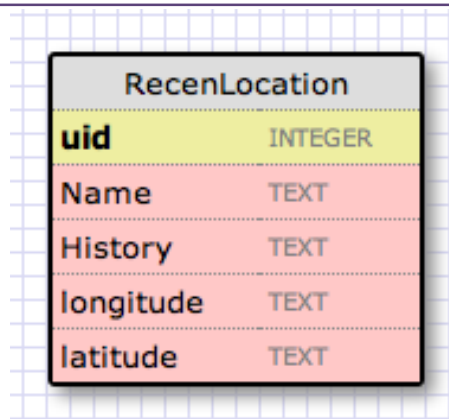 RecenLocation
uid INTEGER
Name TEXT
History TEXT
longitude TEXT
latitude TEXT